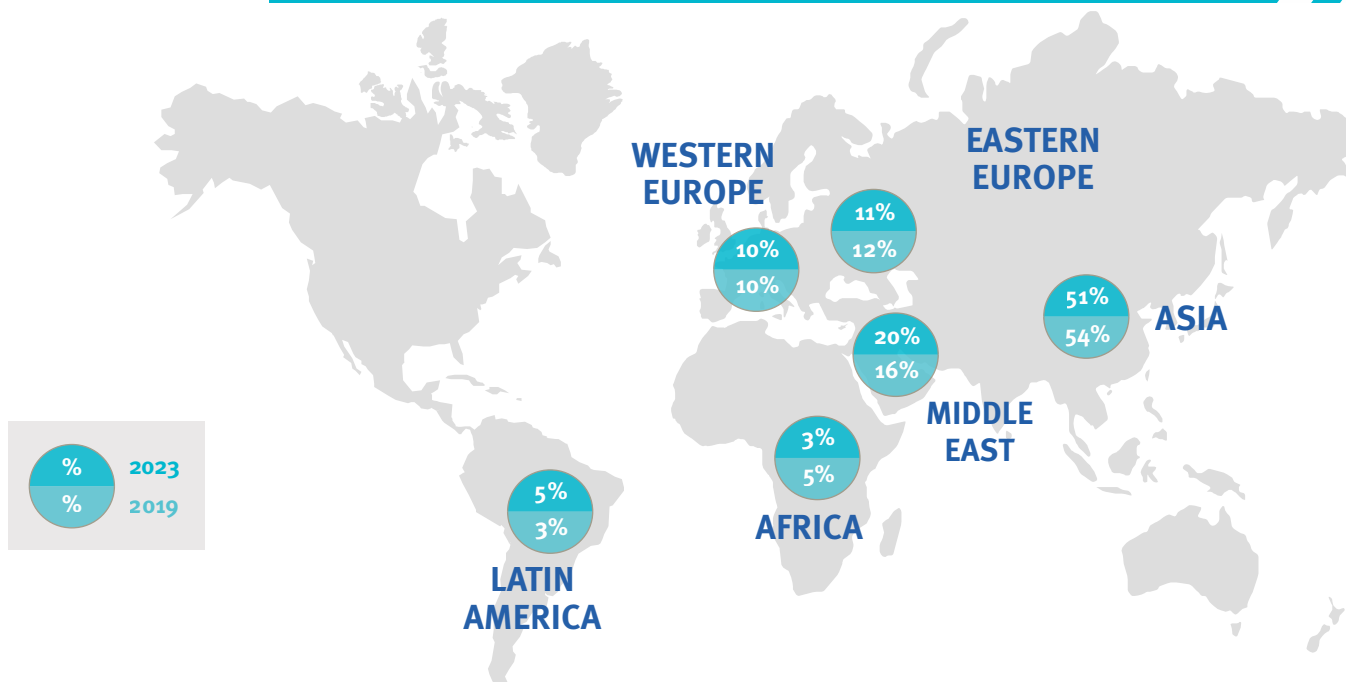 WESTERN
EUROPE
10%
10%
EASTERN
EUROPE
11%
12%
51%
54%
ASIA
20%
16%
MIDDLE
EAST
3%
5%
AFRICA
5%
3%
LATIN
AMERICA
% 2023
% 2019